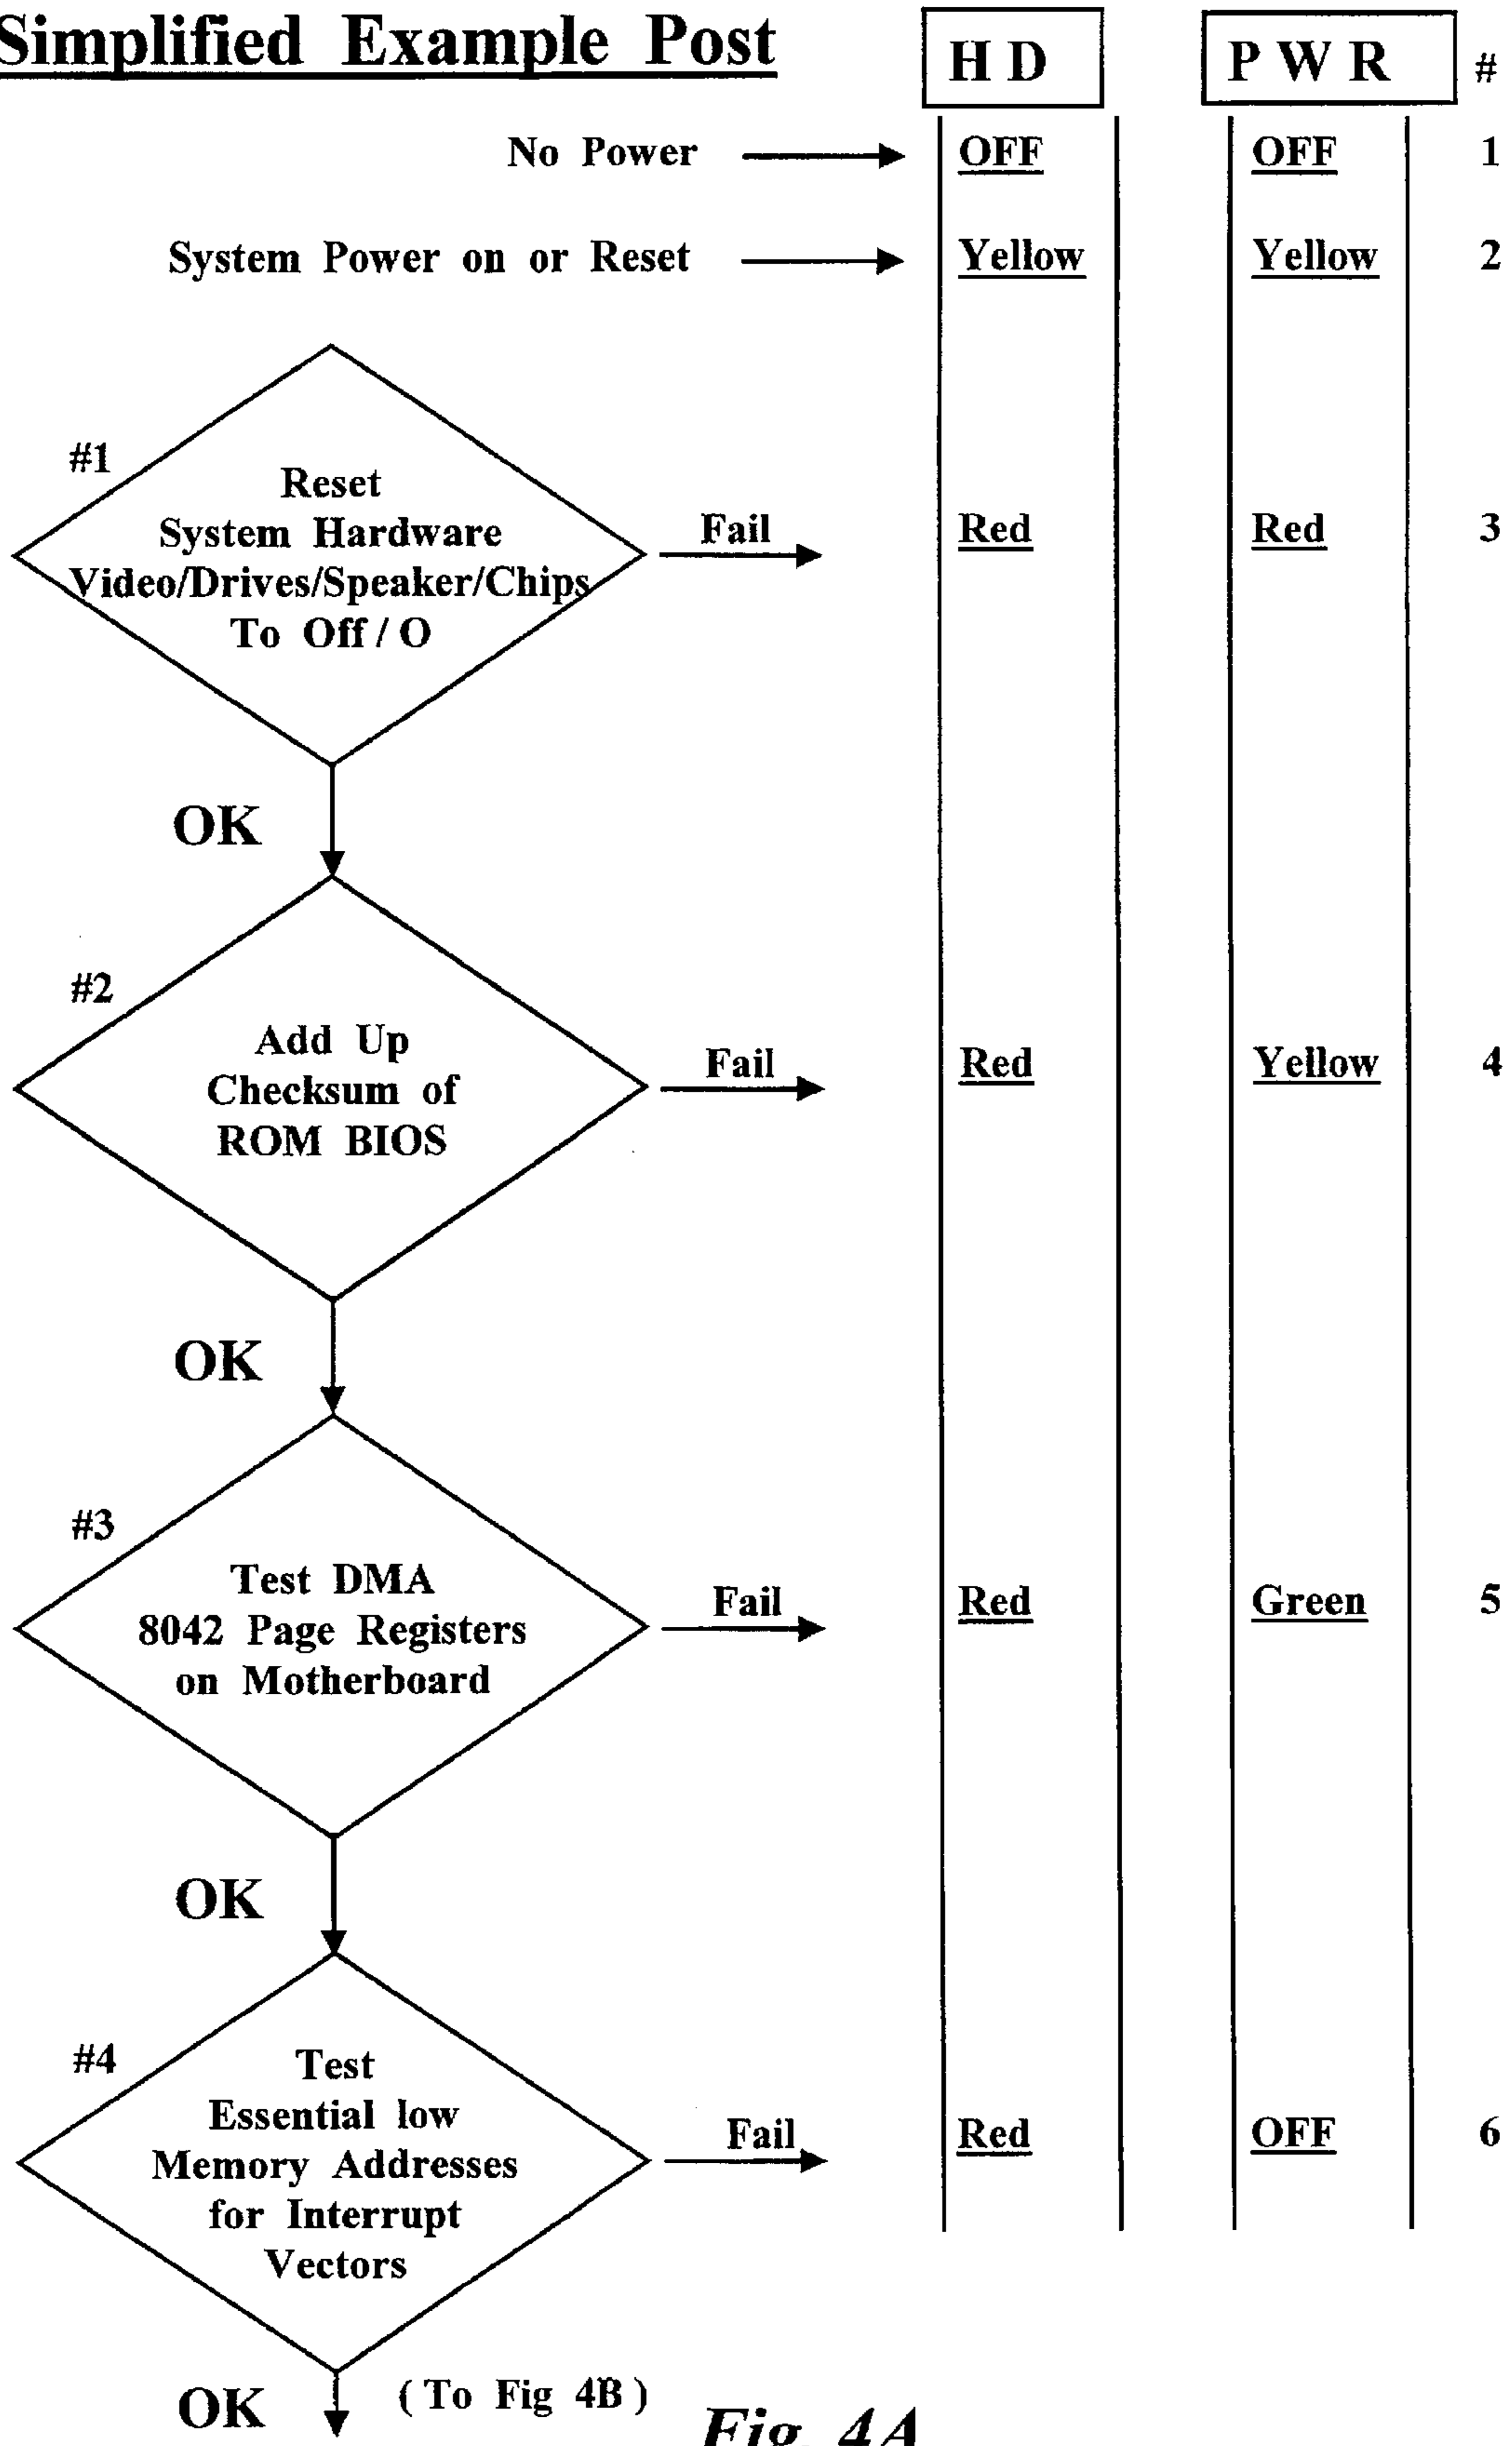 Simplified Example Post
HD PWR #
No Power OFF OFF 1
System Power on or Reset Yellow Yellow 2
#1
Reset
System Hardware
Video/Drives/Speaker/Chips
To Off/O
Fail Red Red 3
OK
#2
Add Up
Checksum of
ROM BIOS
Fail Red Yellow 4
OK
#3
Test DMA
8042 Page Registers
on Motherboard
Fail Red Green 5
OK
#4
Test
Essential low
Memory Addresses
for Interrupt
Vectors
Fail Red OFF 6
OK (To Fig 4B)
Fig. 4A